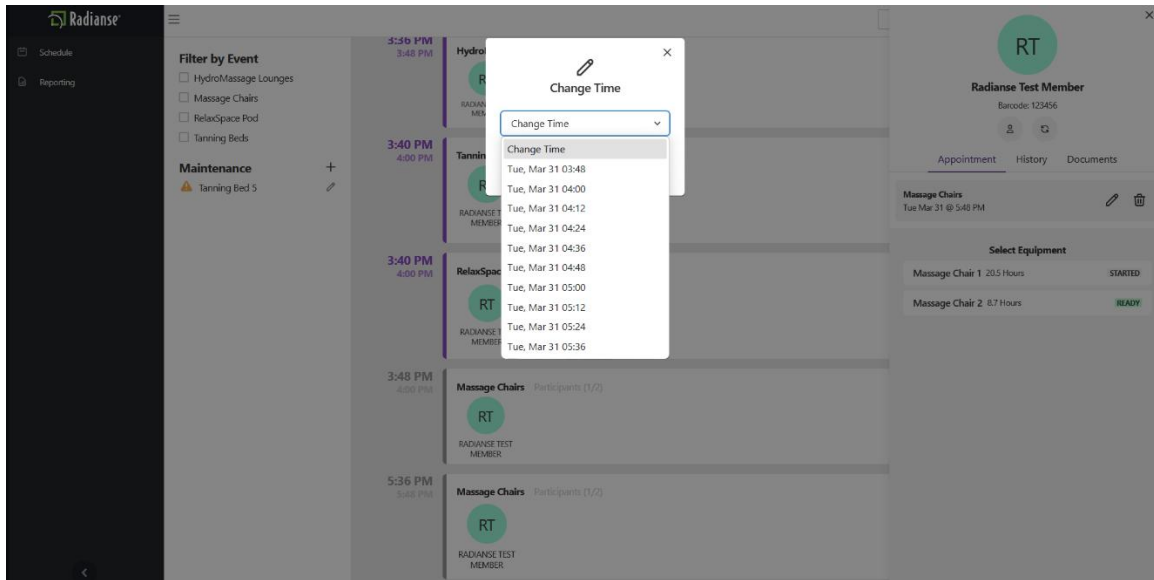 Radianse
Schedule
Reporting
Filter by Event
HydroMassage Lounges
Massage Chairs
RelaxSpace Pod
Tanning Beds
Maintenance
Tanning Bed 5
3:36 PM
3:48 PM
Hydro
RADIAN
MEM
3:40 PM
4:00 PM
Tannin
R
RADIANSE T
MEMBER
3:40 PM
4:00 PM
RelaxSpac
RT
RADIANSE T
MEMBER
3:48 PM
4:00 PM
Massage Chairs Participants (1/2)
RT
RADIANSE TEST
MEMBER
5:36 PM
5:48 PM
Massage Chairs Participants (1/2)
RT
RADIANSE TEST
MEMBER
Change Time
Change Time
Change Time
Tue, Mar 31 03:48
Tue, Mar 31 04:00
Tue, Mar 31 04:12
Tue, Mar 31 04:24
Tue, Mar 31 04:36
Tue, Mar 31 04:48
Tue, Mar 31 05:00
Tue, Mar 31 05:12
Tue, Mar 31 05:24
Tue, Mar 31 05:36
RT
Radianse Test Member
Barcode: 123456
Appointment History Documents
Massage Chairs
Tue Mar 31 @ 5:48 PM
Select Equipment
Massage Chair 1 20.5 Hours STARTED
Massage Chair 2 8.7 Hours READY